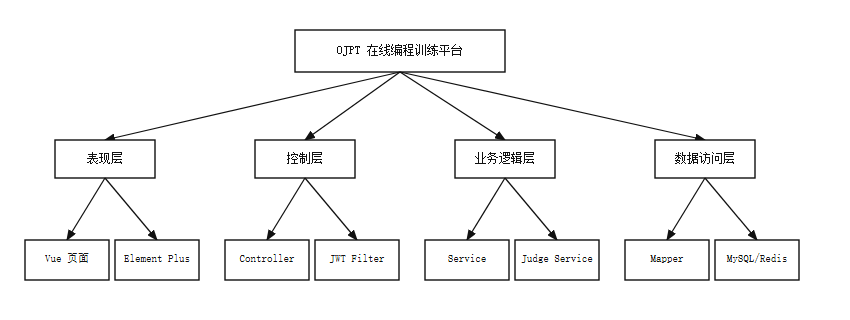 OJPT 在线编程训练平台
表现层
控制层
业务逻辑层
数据访问层
Vue 页面
Element Plus
Controller
JWT Filter
Service
Judge Service
Mapper
MySQL/Redis